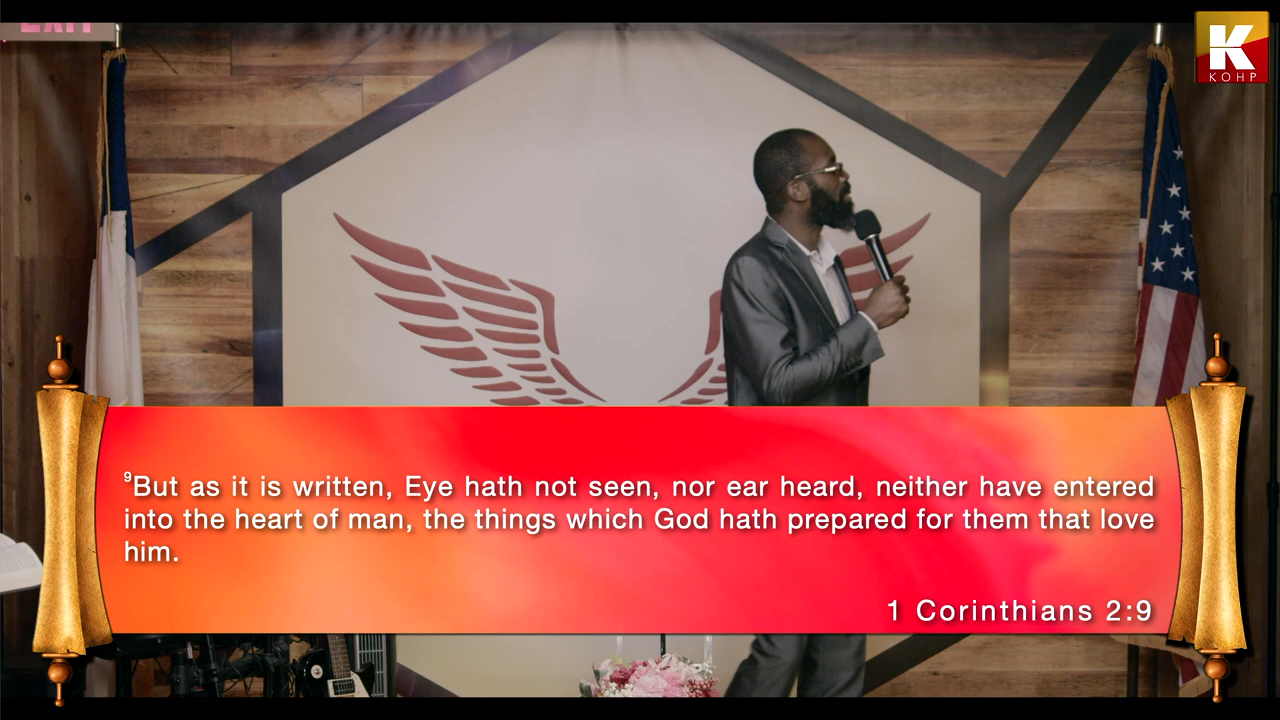 EXIT
K
KOHP
⁹But as it is written, Eye hath not seen, nor ear heard, neither have entered
into the heart of man, the things which God hath prepared for them that love
him.
1 Corinthians 2:9